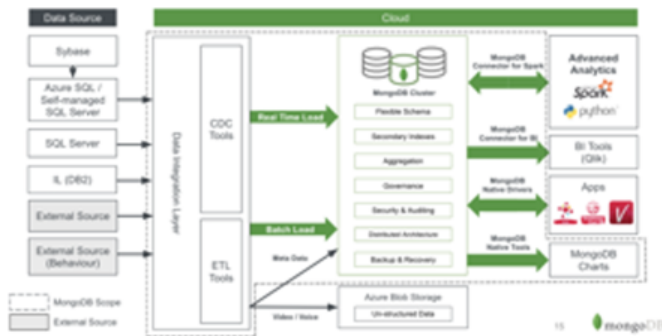 Data Source
Cloud
Sybase
Azure SQL /
Self-managed
SQL Server
SQL Server
IL (DB2)
External Source
External Source
(Behaviour)
Data Integration Layer
CDC
Tools
ETL
Tools
Real Time Load
Batch Load
Meta Data
Video / Voice
MongoDB Cluster
Flexible Schema
Secondary Indexes
Aggregation
Governance
Security & Auditing
Distributed Architecture
Backup & Recovery
Azure Blob Storage
Un-structured Data
MongoDB
Connector for Spark
MongoDB
Connector for BI
MongoDB
Native Drivers
MongoDB
Native Tools
Advanced
Analytics
Spark
python
BI Tools
(Qlik)
Apps
MongoDB
Charts
MongoDB Scope
External Source
15
mongoDB